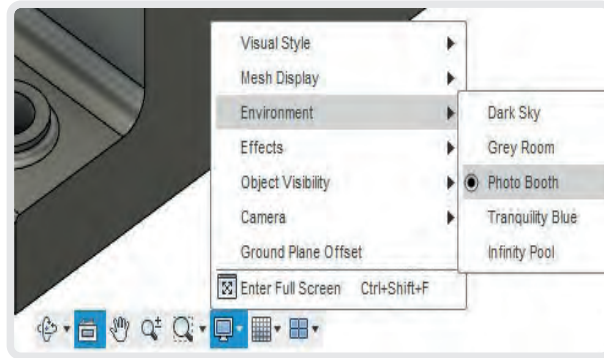 Visual Style
Mesh Display
Environment
Effects
Object Visibility
Camera
Ground Plane Offset
Enter Full Screen Ctrl+Shift+F
Dark Sky
Grey Room
Photo Booth
Tranquility Blue
Infinity Pool